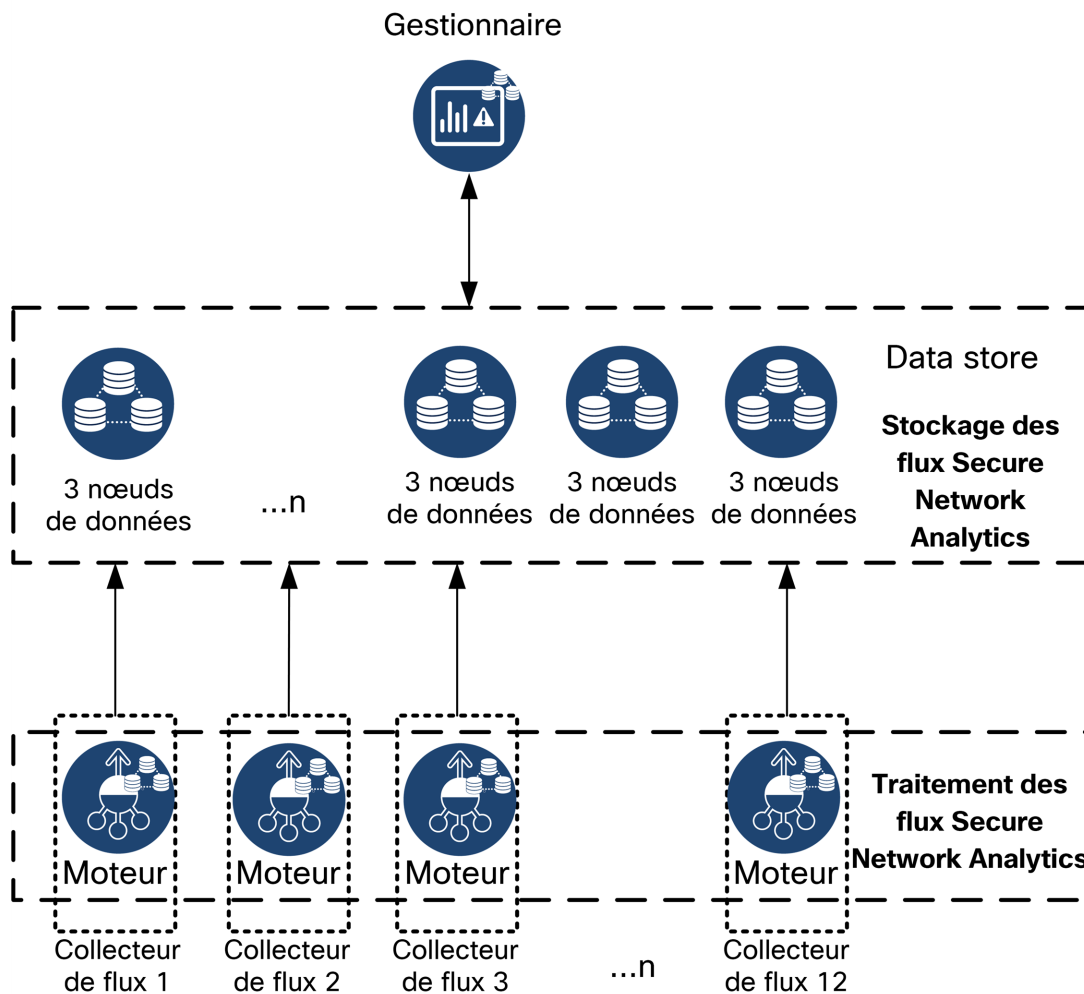 Gestionnaire
Data store
Stockage des
flux Secure
Network
Analytics
3 nœuds
de données
...n
3 nœuds
de données
3 nœuds
de données
3 nœuds
de données
Moteur
Moteur
Moteur
Moteur
Traitement des
flux Secure
Network Analytics
Collecteur
de flux 1
Collecteur
de flux 2
Collecteur
de flux 3
...n
Collecteur
de flux 12